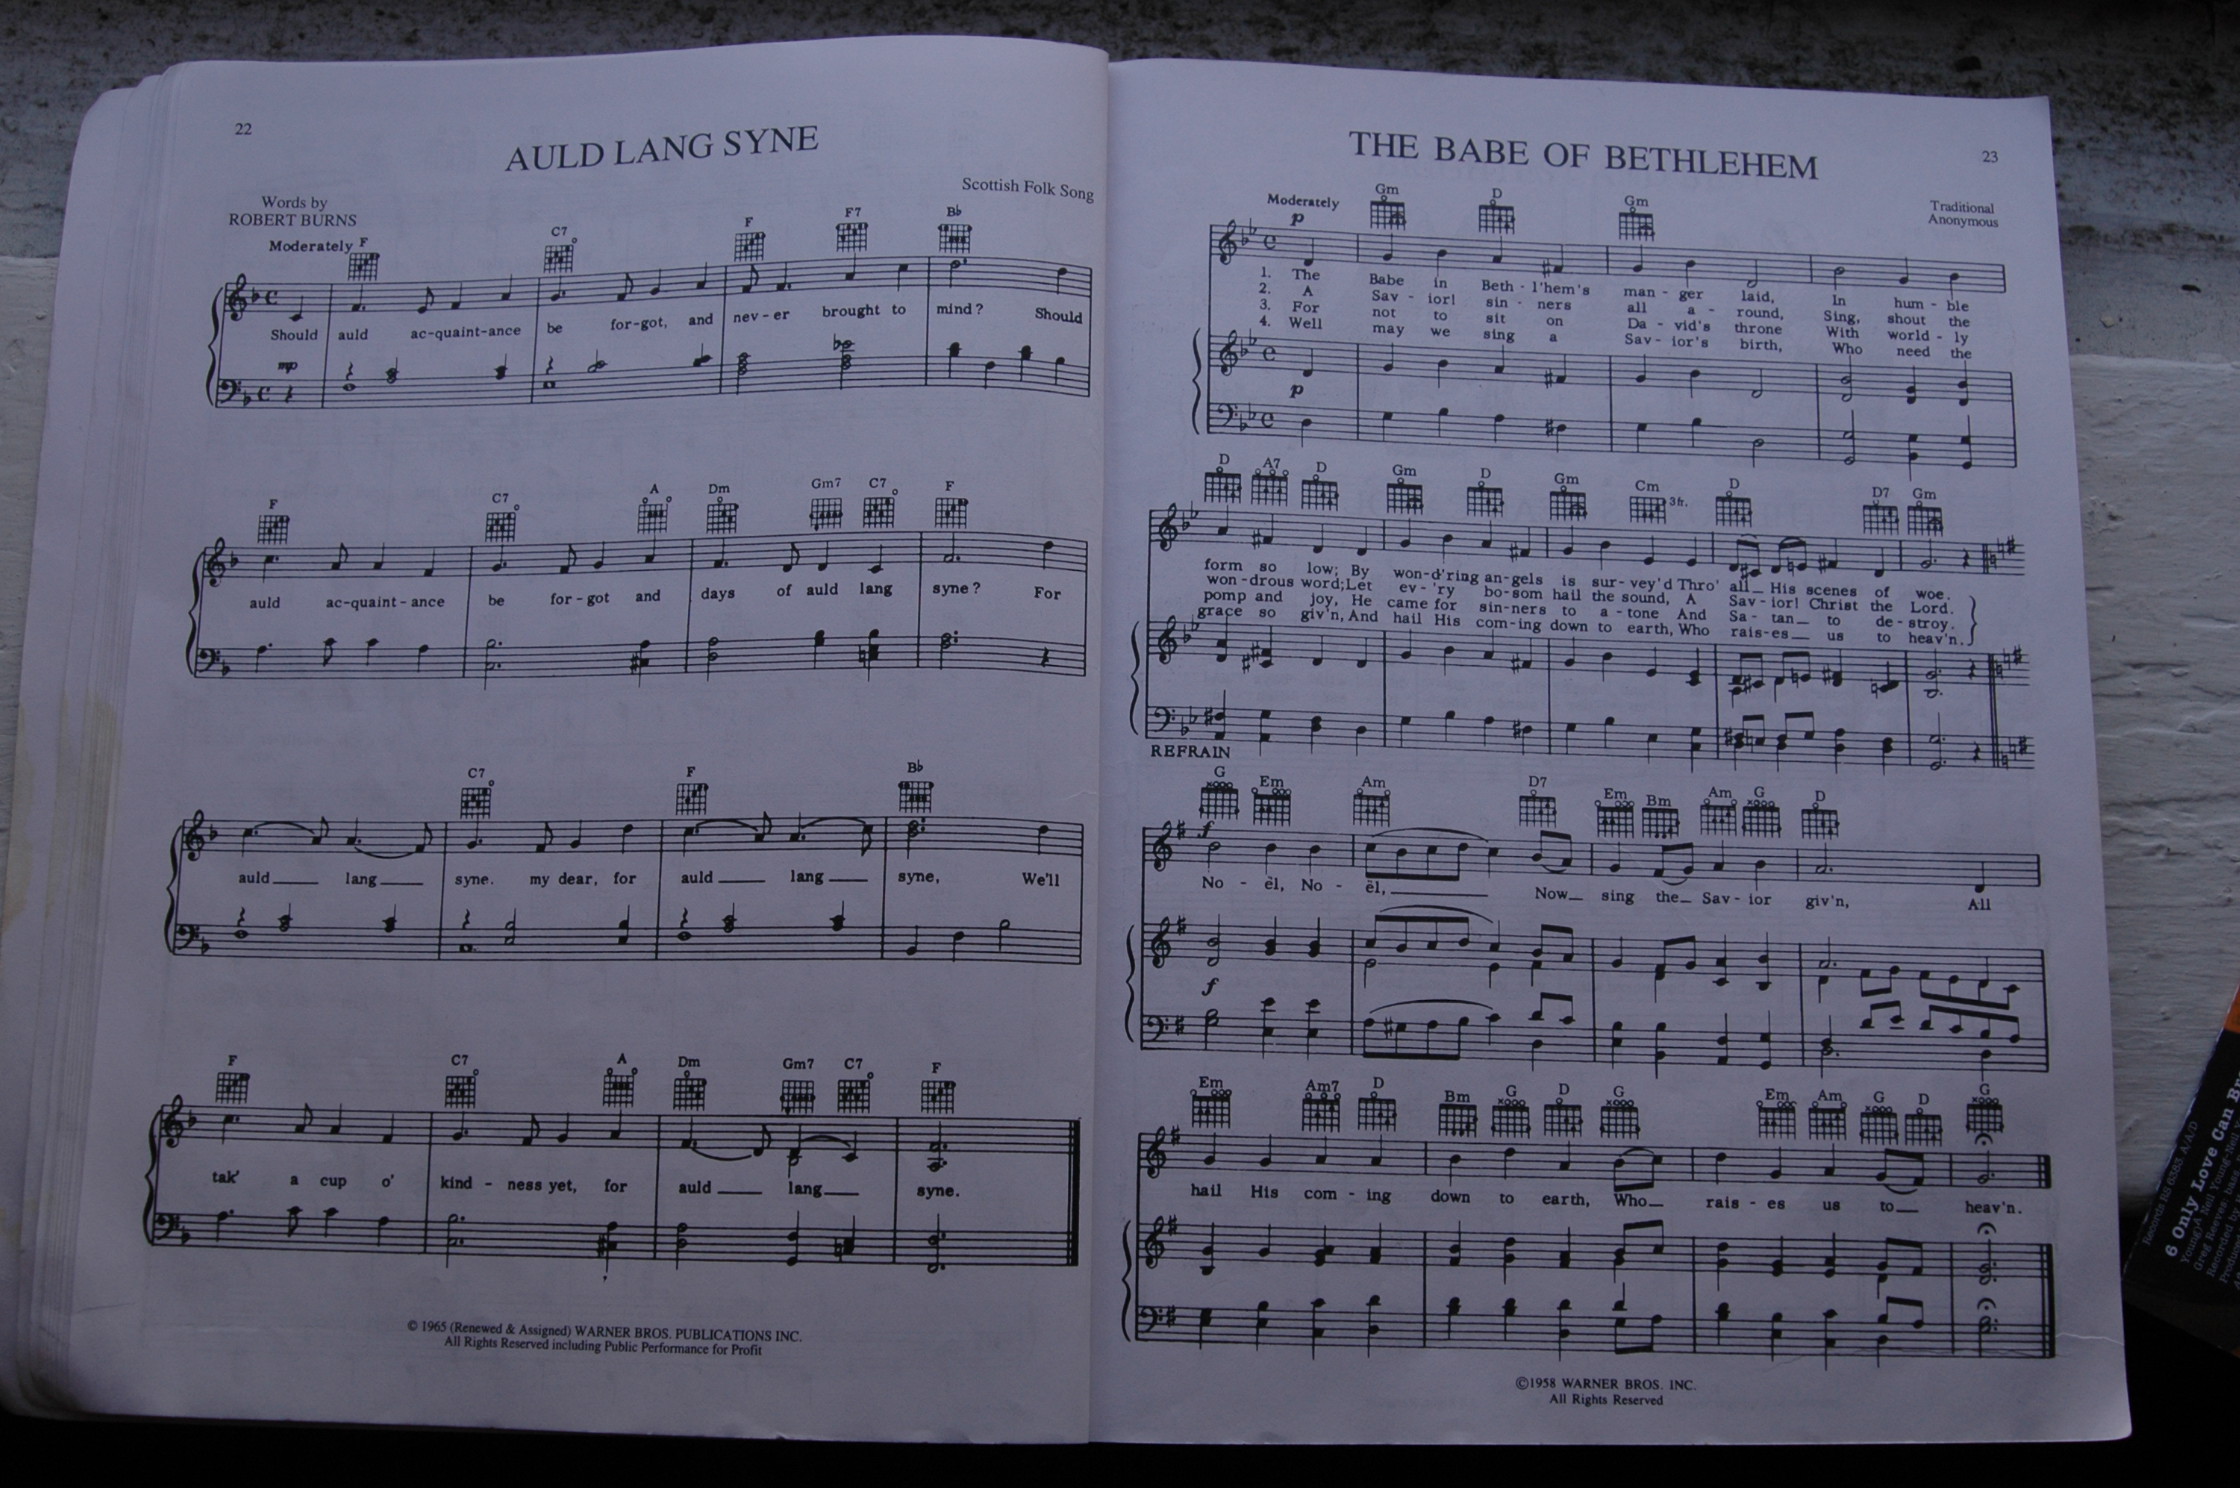 22
AULD LANG SYNE
Words by
ROBERT BURNS
Scottish Folk Song
Moderately
F C7 F F7 Bb
Should auld ac-quaint-ance be for-got, and nev-er brought to mind? Should
mp
F C7 A Dm Gm7 C7 F
auld ac-quaint-ance be for-got and days of auld lang syne? For
C7 F Bb
auld lang syne. my dear, for auld lang syne, We'll
F C7 A Dm Gm7 C7 F
tak' a cup o' kind - ness yet, for auld lang syne.
© 1965 (Renewed & Assigned) WARNER BROS. PUBLICATIONS INC.
All Rights Reserved including Public Performance for Profit
THE BABE OF BETHLEHEM
23
Traditional
Anonymous
Moderately
p
Gm D Gm
1. The Babe in Beth - l'hem's man - ger laid, In hum - ble
2. A Sav - ior! sin - ners all a - round, Sing, shout the
3. For not to sit on Da - vid's throne With world - ly
4. Well may we sing a Sav - ior's birth, Who need the
p
D A7 D Gm D Gm Cm 3fr. D D7 Gm
form so low; By won-d'ring an-gels is sur-vey'd Thro' all His scenes of woe.
won-drous word; Let ev-'ry bo-som hail the sound, A Sav-ior! Christ the Lord.
pomp and joy, He came for sin-ners to a-tone And Sa-tan to de-stroy.
grace so giv'n, And hail His com-ing down to earth, Who rais-es us to heav'n.
REFRAIN
G Em Am D7 Em Bm Am G D
f
No - ël, No - ël, Now sing the Sav - ior giv'n, All
f
Em Am7 D Bm G D G Em Am G D G
hail His com - ing down to earth, Who rais - es us to heav'n.
©1958 WARNER BROS. INC.
All Rights Reserved
6 Only Love Can